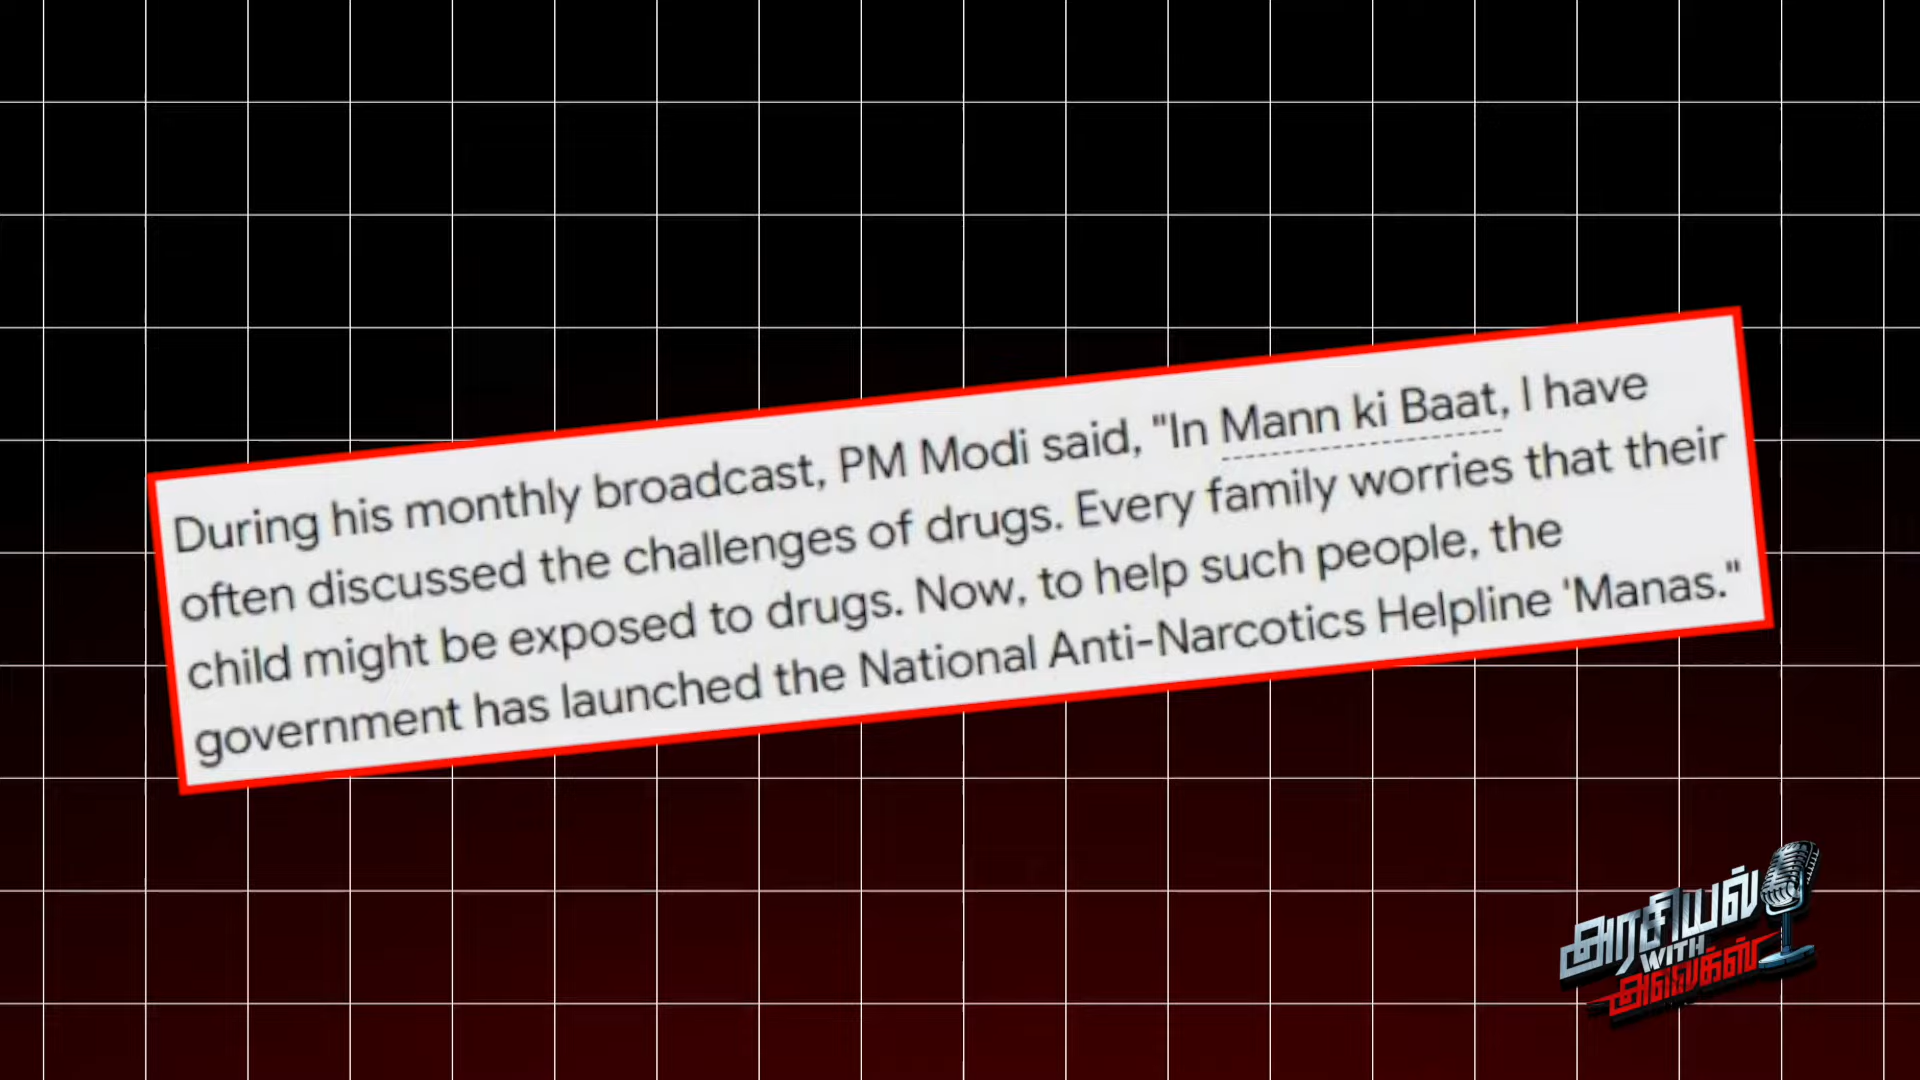 During his monthly broadcast, PM Modi said, "In Mann ki Baat, I have
often discussed the challenges of drugs. Every family worries that their
child might be exposed to drugs. Now, to help such people, the
government has launched the National Anti-Narcotics Helpline 'Manas."
அரசியல்
WITH
அலெக்ஸ்